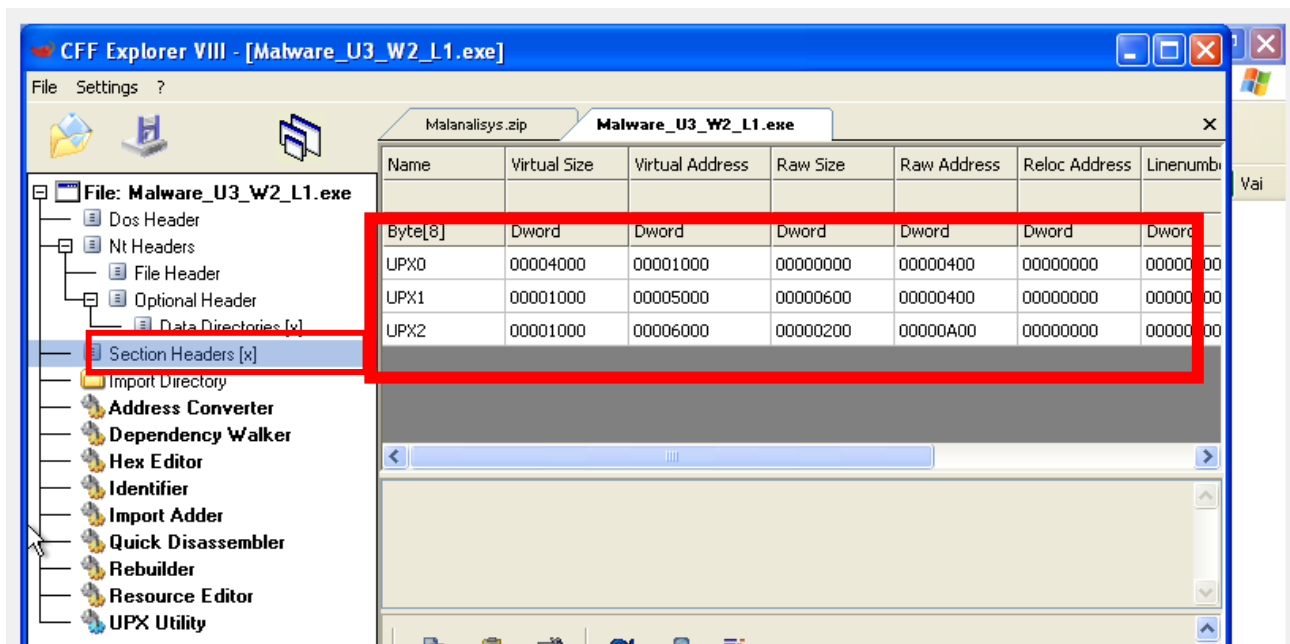 CFF Explorer VIII - [Malware_U3_W2_L1.exe]
File Settings ?
Malanalisys.zip Malware_U3_W2_L1.exe
Name Virtual Size Virtual Address Raw Size Raw Address Reloc Address Linenumb
Byte[8] Dword Dword Dword Dword Dword Dword
UPX0 00004000 00001000 00000000 00000400 00000000
UPX1 00001000 00005000 00000600 00000400 00000000
UPX2 00001000 00006000 00000200 00000A00 00000000
File: Malware_U3_W2_L1.exe
Dos Header
Nt Headers
File Header
Optional Header
Data Directories [x]
Section Headers [x]
Import Directory
Address Converter
Dependency Walker
Hex Editor
Identifier
Import Adder
Quick Disassembler
Rebuilder
Resource Editor
UPX Utility
Vai